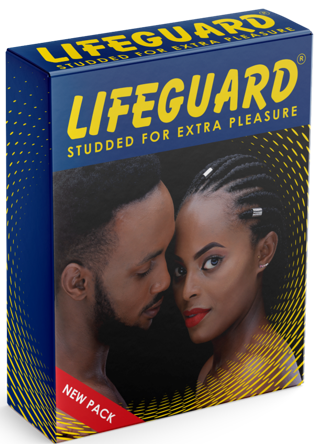 LIFEGUARD
STUDDED FOR EXTRA PLEASURE
LIFEGUARD®
STUDDED FOR EXTRA PLEASURE
NEW PACK